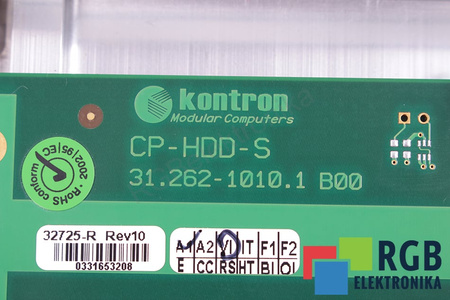 kontron
Modular Computers
CP-HDD-S
31.262-1010.1 B00
2002|95|EC
RoHS conform
32725-R Rev10
0331653208
A1 A2 VI IT F1 F2
E CC RS HT BI OI
RGB
ELEKTRONIKA